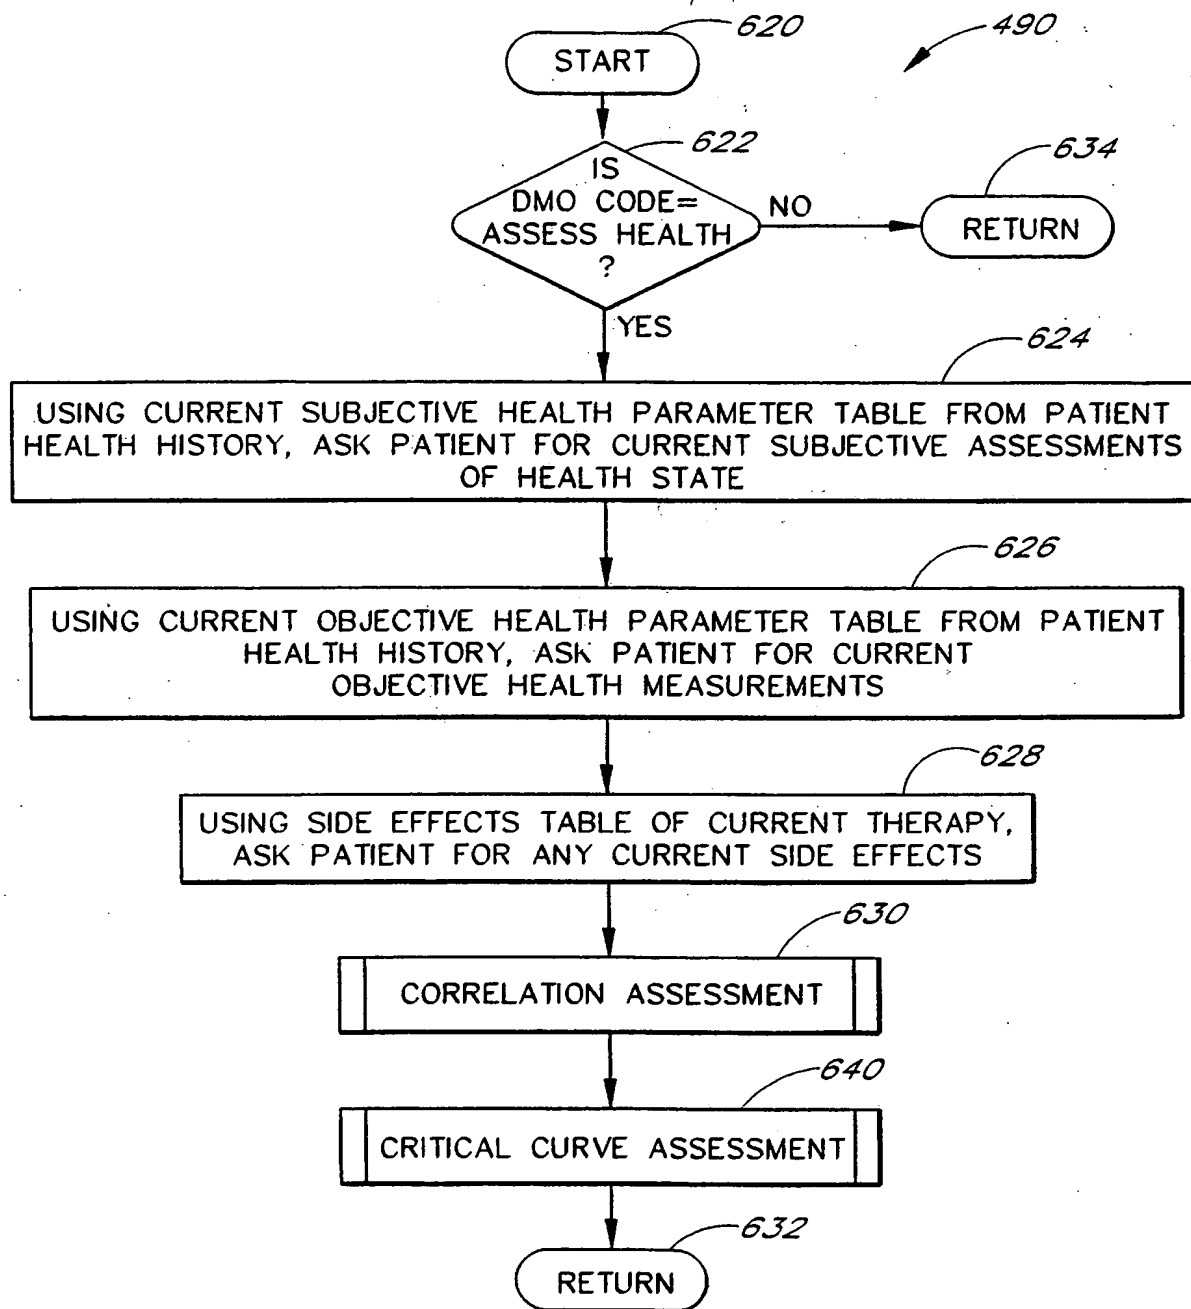 620
490
START
622
634
IS
DMO CODE=
ASSESS HEALTH
?
NO
RETURN
YES
624
USING CURRENT SUBJECTIVE HEALTH PARAMETER TABLE FROM PATIENT
HEALTH HISTORY, ASK PATIENT FOR CURRENT SUBJECTIVE ASSESSMENTS
OF HEALTH STATE
626
USING CURRENT OBJECTIVE HEALTH PARAMETER TABLE FROM PATIENT
HEALTH HISTORY, ASK PATIENT FOR CURRENT
OBJECTIVE HEALTH MEASUREMENTS
628
USING SIDE EFFECTS TABLE OF CURRENT THERAPY,
ASK PATIENT FOR ANY CURRENT SIDE EFFECTS
630
CORRELATION ASSESSMENT
640
CRITICAL CURVE ASSESSMENT
632
RETURN